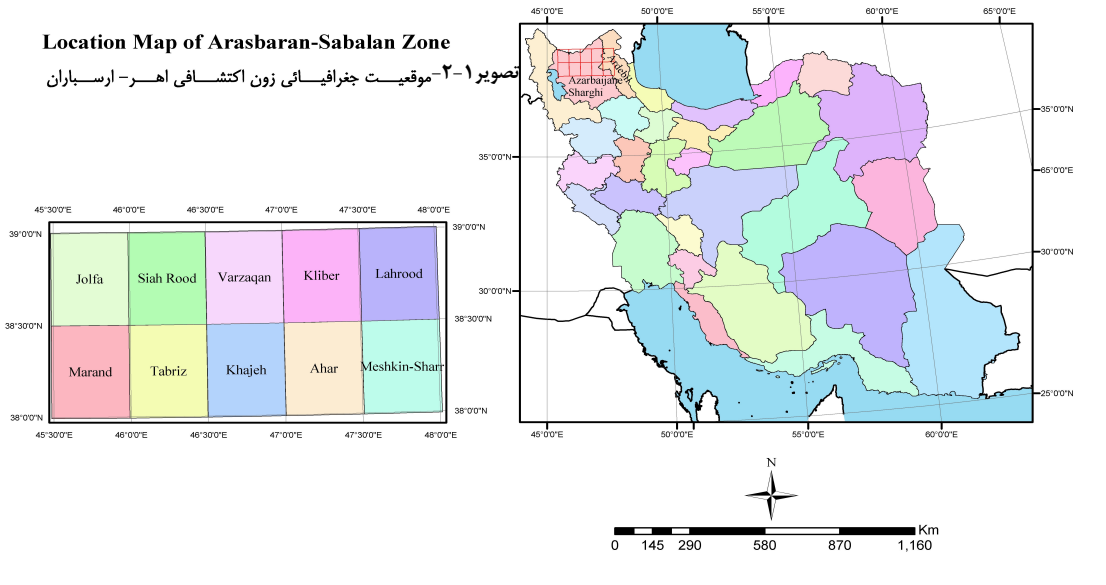 Location Map of Arasbaran-Sabalan Zone
تصویر ۱-۲-موقعیت جغرافیائی زون اکتشافی اهر- ارسباران
45°0'0"E 50°0'0"E 55°0'0"E 60°0'0"E 65°0'0"E
Ardebil
Azarbaijane
Sharghi
35°0'0"N
35°0'0"N
65°0'0"E
30°0'0"N
30°0'0"N
25°0'0"N
45°0'0"E 50°0'0"E 55°0'0"E 60°0'0"E
45°30'0"E 46°0'0"E 46°30'0"E 47°0'0"E 47°30'0"E 48°0'0"E
39°0'0"N 39°0'0"N
Jolfa Siah Rood Varzaqan Kliber Lahrood
38°30'0"N 38°30'0"N
Marand Tabriz Khajeh Ahar Meshkin-Shar
38°0'0"N 38°0'0"N
45°30'0"E 46°0'0"E 46°30'0"E 47°0'0"E 47°30'0"E 48°0'0"E
N
Km
0 145 290 580 870 1,160